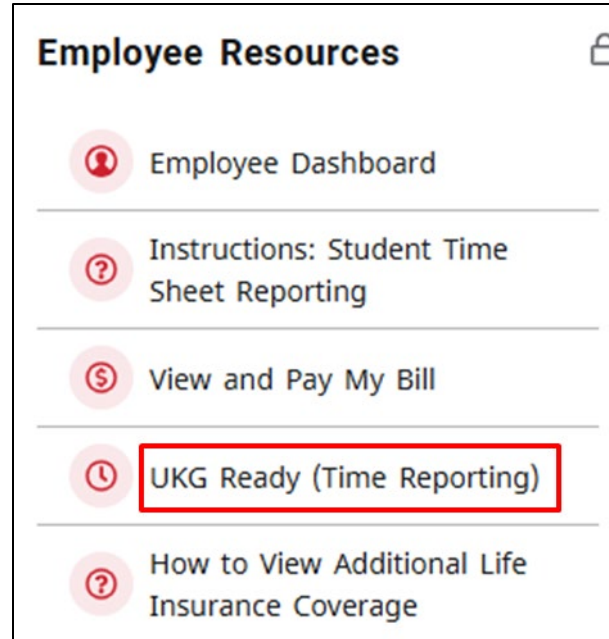 Employee Resources
Employee Dashboard
Instructions: Student Time
Sheet Reporting
View and Pay My Bill
UKG Ready (Time Reporting)
How to View Additional Life
Insurance Coverage